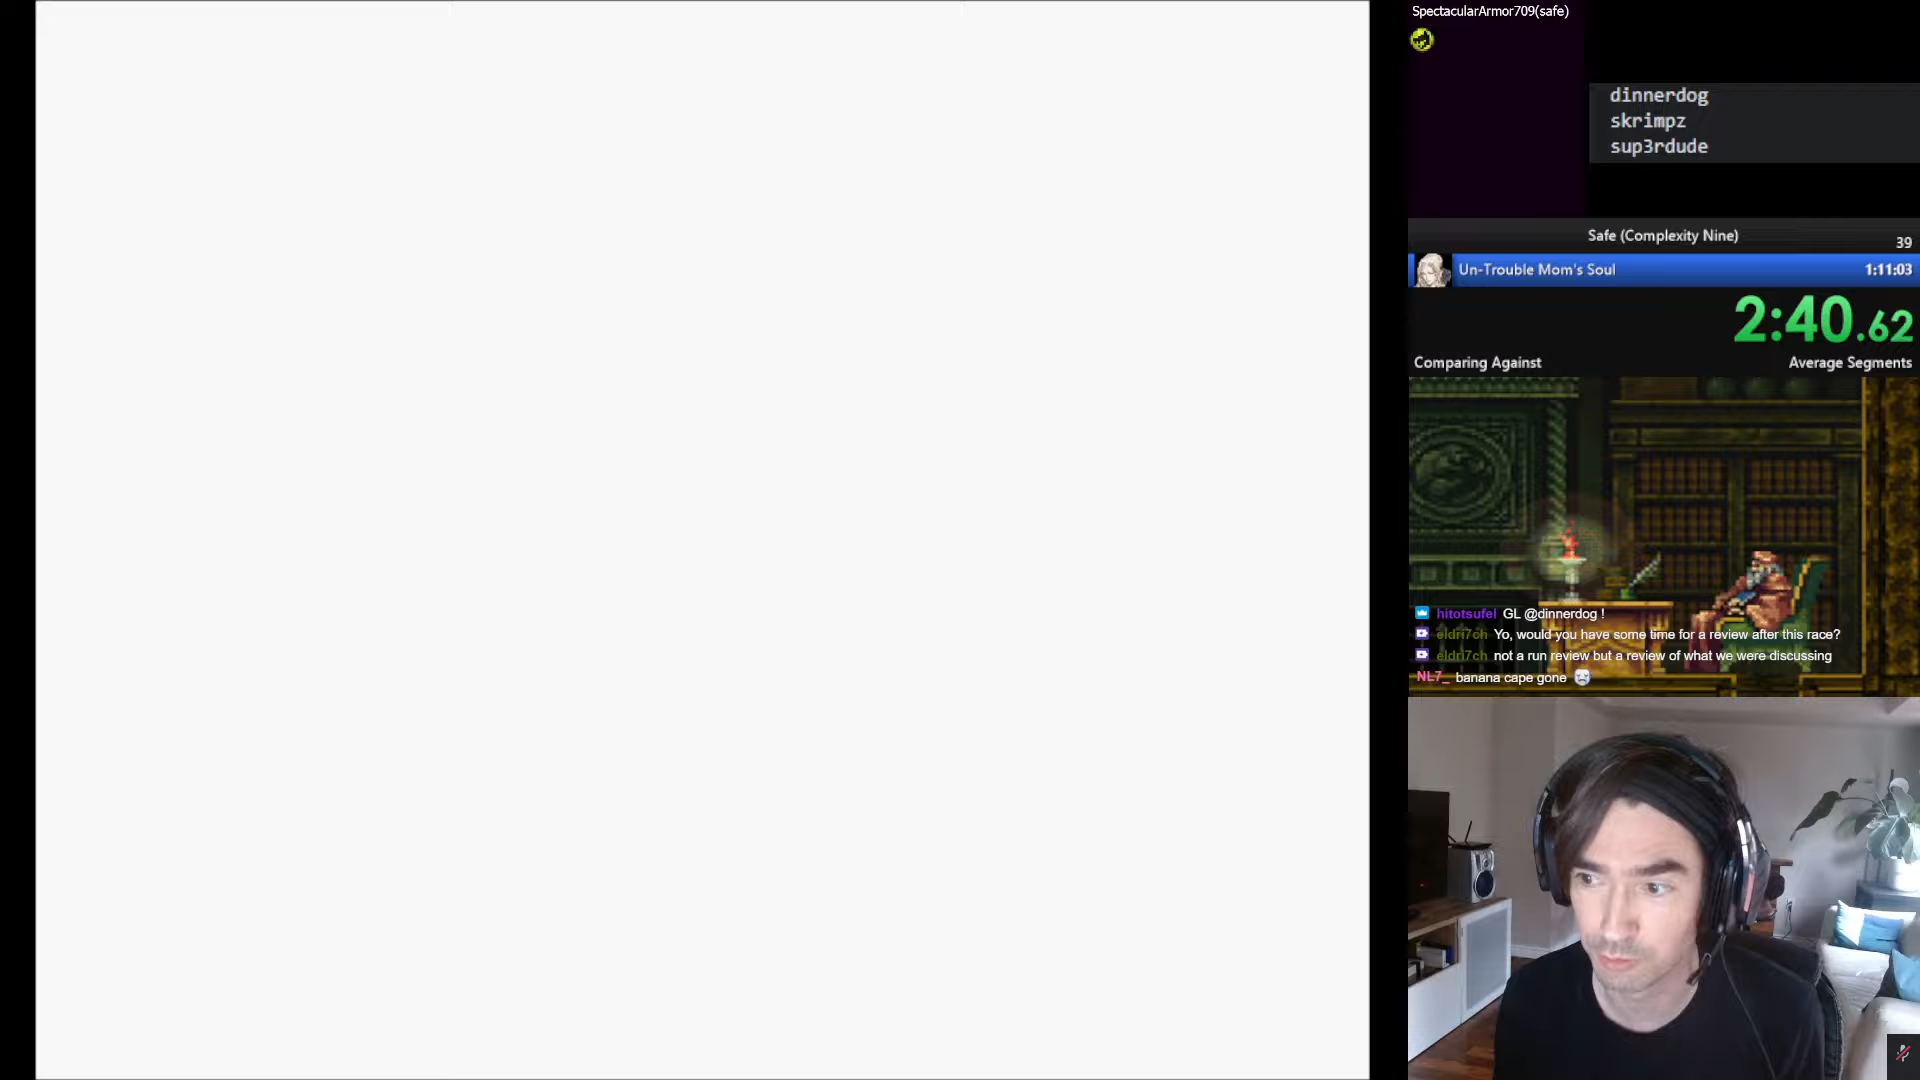 SpectacularArmor709(safe)
dinnerdog
skrimpz
sup3rdude
Safe (Complexity Nine)
39
Un-Trouble Mom's Soul 1:11:03
2:40.62
Comparing Against Average Segments
hitotsufel GL @dinnerdog !
eldri7ch Yo, would you have some time for a review after this race?
eldri7ch not a run review but a review of what we were discussing
NL7_ banana cape gone